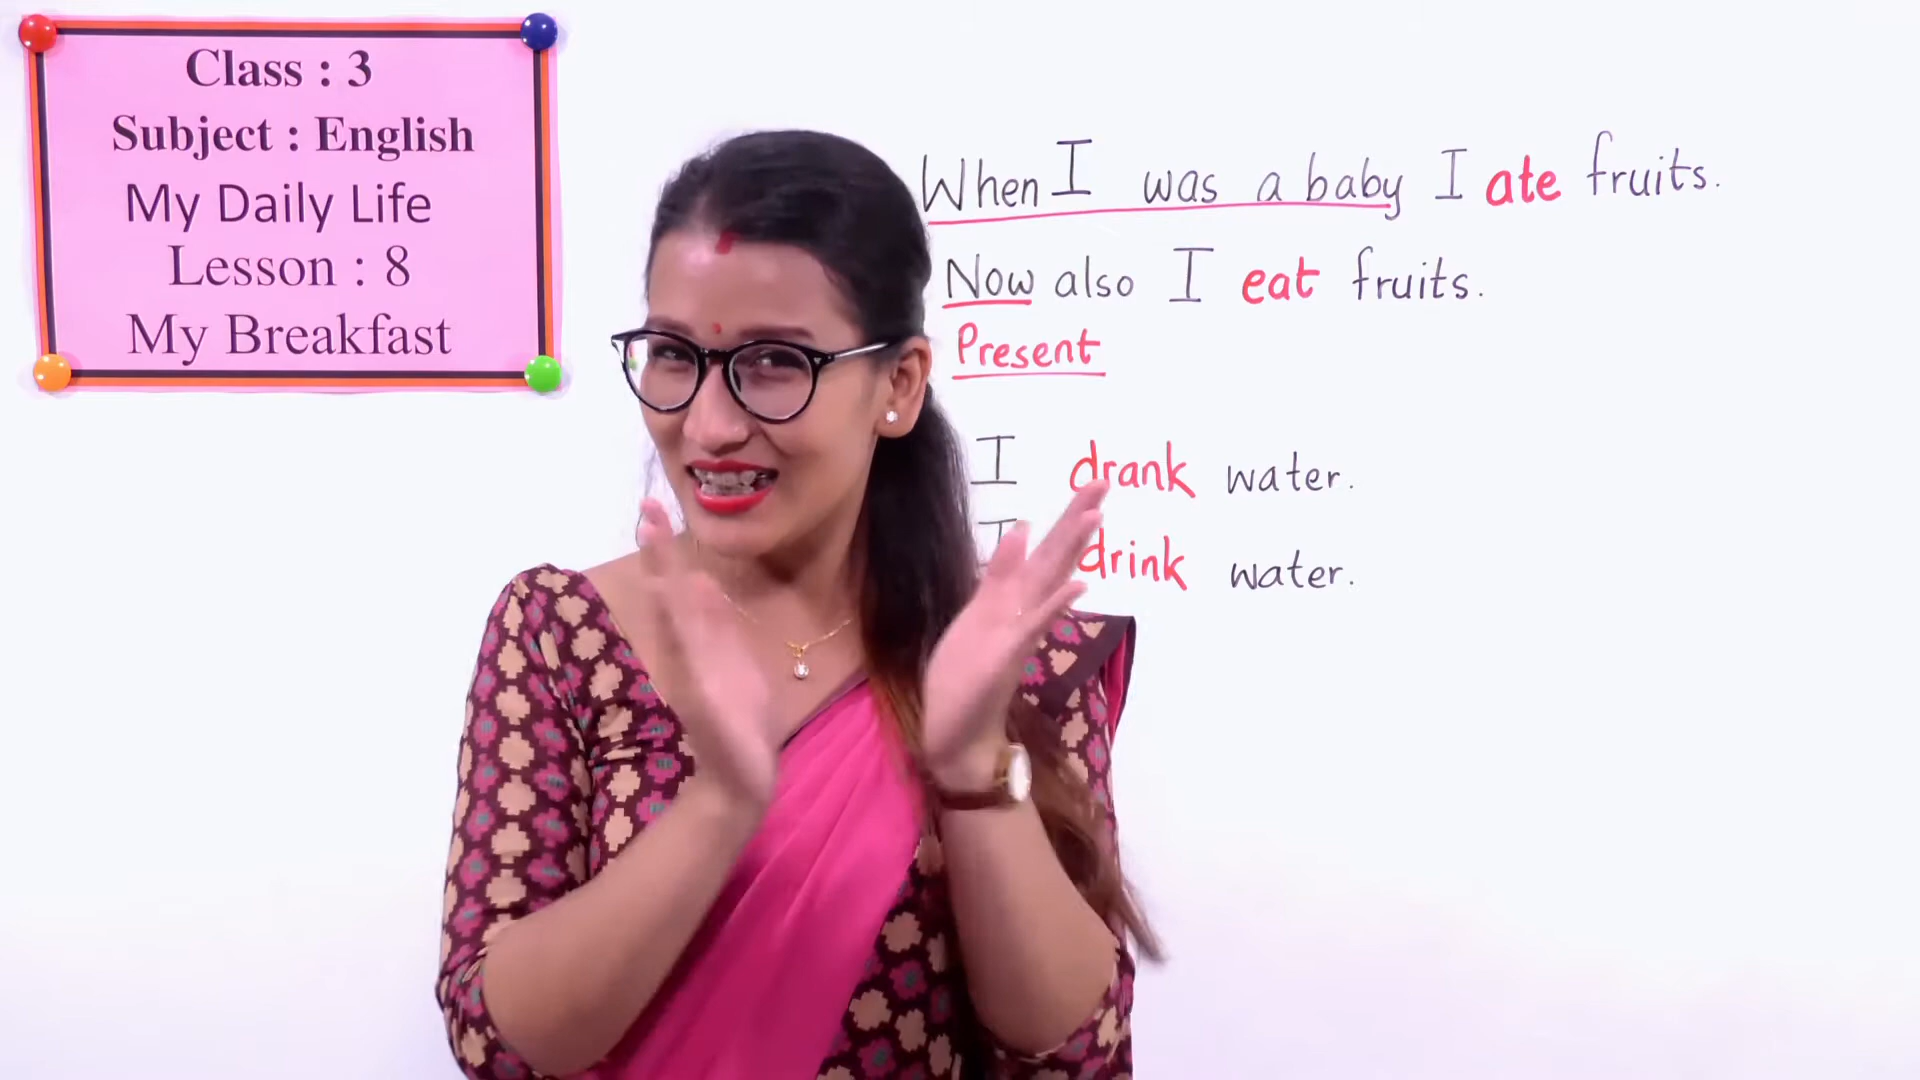 Class : 3
Subject : English
My Daily Life
Lesson : 8
My Breakfast
When I was a baby I ate fruits.
Now also I eat fruits.
Present
I drank water.
I drink water.